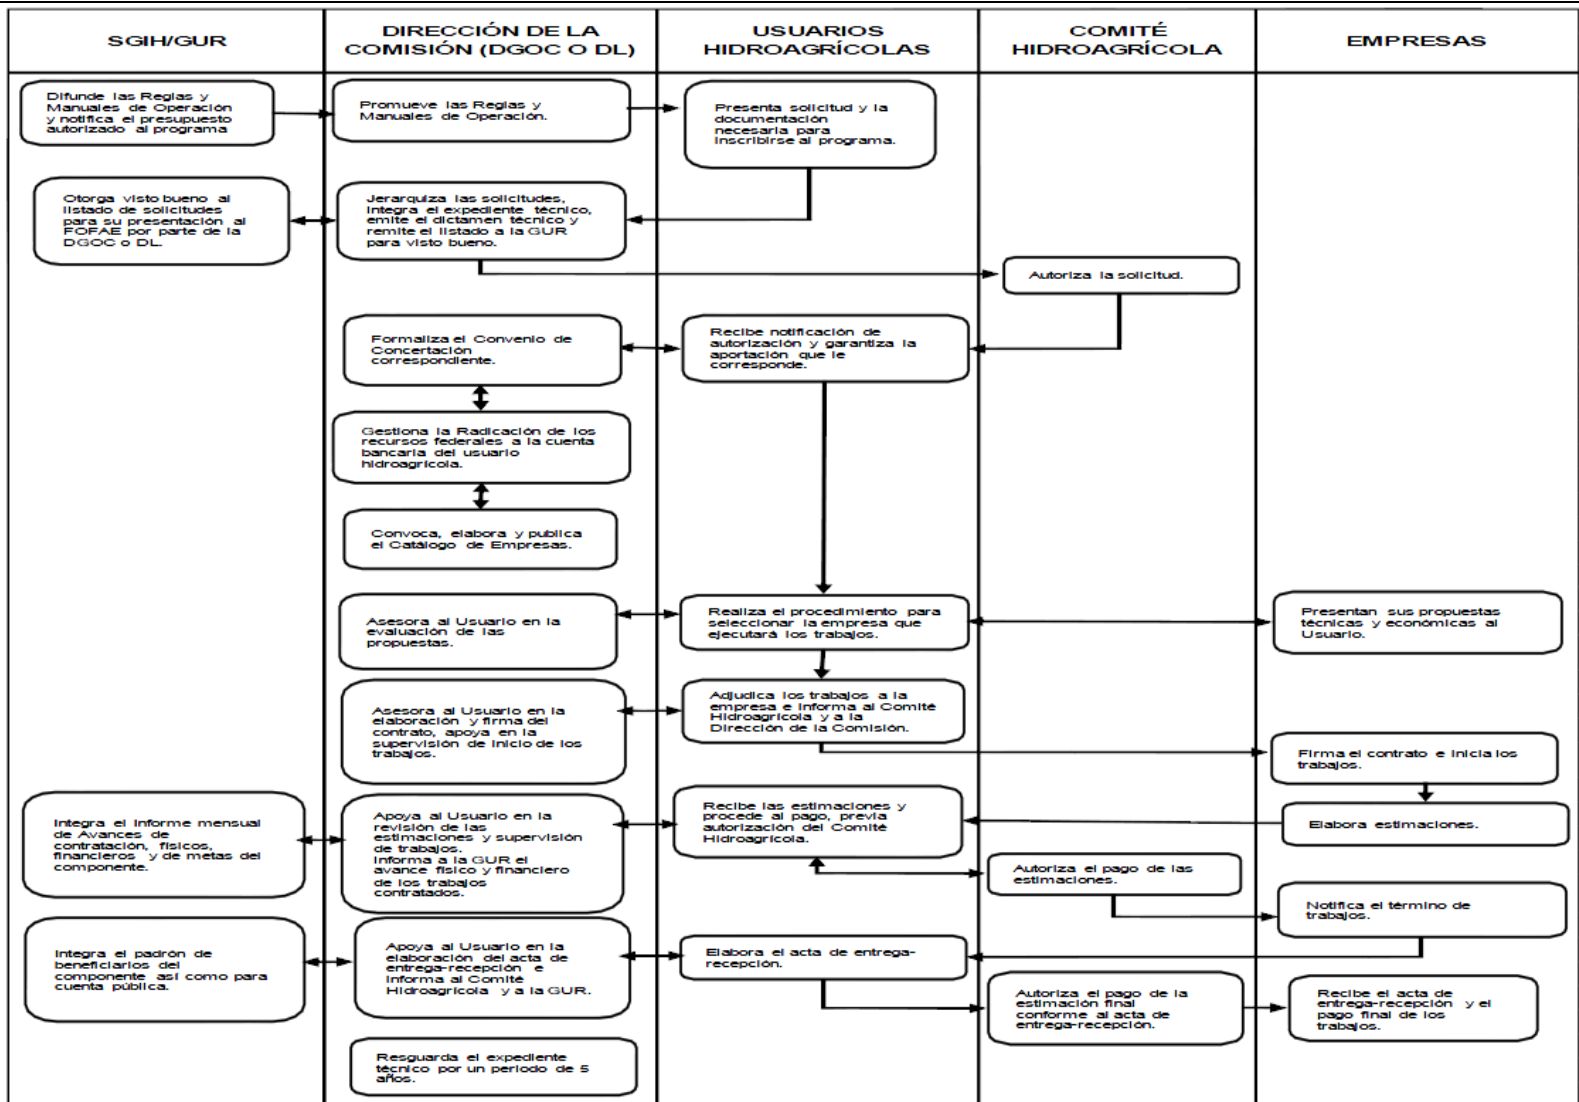 SGIH/GUR
DIRECCIÓN DE LA
COMISIÓN (DGOC O DL)
USUARIOS
HIDROAGRÍCOLAS
COMITÉ
HIDROAGRÍCOLA
EMPRESAS
Difunde las Reglas y
Manuales de Operación
y notifica el presupuesto
autorizado al programa
Promueve las Reglas y
Manuales de Operación.
Presenta solicitud y la
documentación
necesaria para
inscribirse al programa.
Otorga visto bueno al
listado de solicitudes
para su presentación al
FOFAE por parte de la
DGOC o DL.
Jerarquiza las solicitudes,
integra el expediente técnico,
emite el dictamen técnico y
remite el listado a la GUR
para visto bueno.
Autoriza la solicitud.
Formaliza el Convenio de
Concertación
correspondiente.
Recibe notificación de
autorización y garantiza la
aportación que le
corresponde.
Gestiona la Radicación de los
recursos federales a la cuenta
bancaria del usuario
hidroagrícola.
Convoca, elabora y publica
el Catálogo de Empresas.
Asesora al Usuario en la
evaluación de las
propuestas.
Realiza el procedimiento para
seleccionar la empresa que
ejecutará los trabajos.
Presentan sus propuestas
técnicas y económicas al
Usuario.
Asesora al Usuario en la
elaboración y firma del
contrato, apoya en la
supervisión de inicio de los
trabajos.
Adjudica los trabajos a la
empresa e informa al Comité
Hidroagrícola y a la
Dirección de la Comisión.
Firma el contrato e inicia los
trabajos.
Integra el informe mensual
de Avances de
contratación, físicos,
financieros y de metas del
componente.
Apoya al Usuario en la
revisión de las
estimaciones y supervisión
de trabajos.
Informa a la GUR el
avance físico y financiero
de los trabajos
contratados.
Recibe las estimaciones y
procede al pago, previa
autorización del Comité
Hidroagrícola.
Elabora estimaciones.
Autoriza el pago de las
estimaciones.
Notifica el término de
trabajos.
Integra el padrón de
beneficiarios del
componente así como para
cuenta pública.
Apoya al Usuario en la
elaboración del acta de
entrega-recepción e
informa al Comité
Hidroagrícola y a la GUR.
Elabora el acta de entrega-
recepción.
Autoriza el pago de la
estimación final
conforme al acta de
entrega-recepción.
Recibe el acta de
entrega-recepción y el
pago final de los
trabajos.
Resguarda el expediente
técnico por un periodo de 5
años.